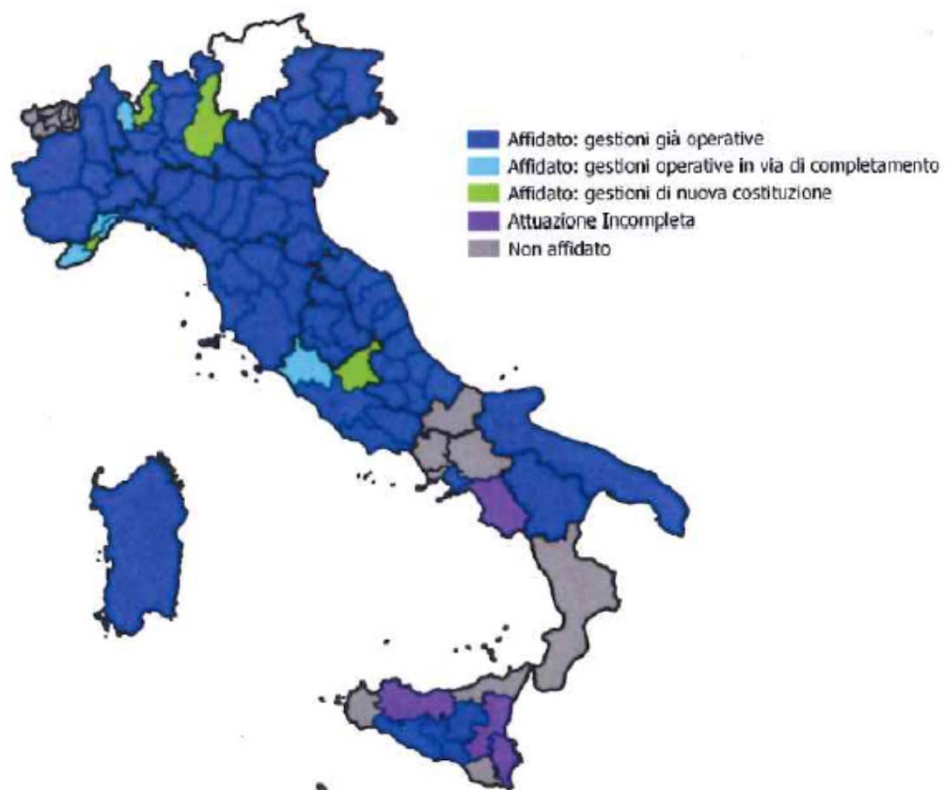 Affidato: gestioni già operative
Affidato: gestioni operative in via di completamento
Affidato: gestioni di nuova costituzione
Attuazione Incompleta
Non affidato